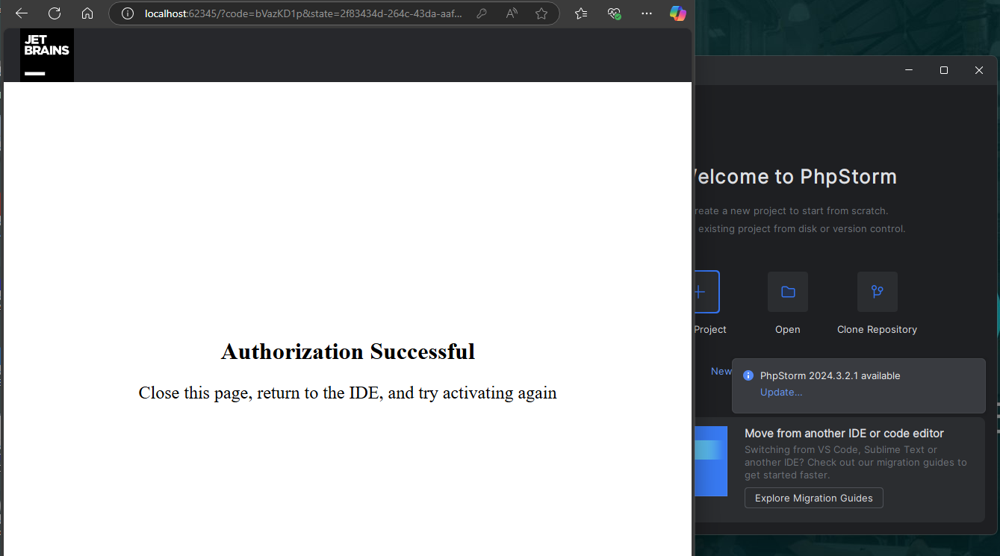 localhost:62345/?code=bVazKD1p&state=2f83434d-264c-43da-aaf...
JET
BRAINS
Authorization Successful
Close this page, return to the IDE, and try activating again
Welcome to PhpStorm
reate a new project to start from scratch.
existing project from disk or version control.
Project
Open
Clone Repository
New
PhpStorm 2024.3.2.1 available
Update...
Move from another IDE or code editor
Switching from VS Code, Sublime Text or
another IDE? Check out our migration guides to
get started faster.
Explore Migration Guides